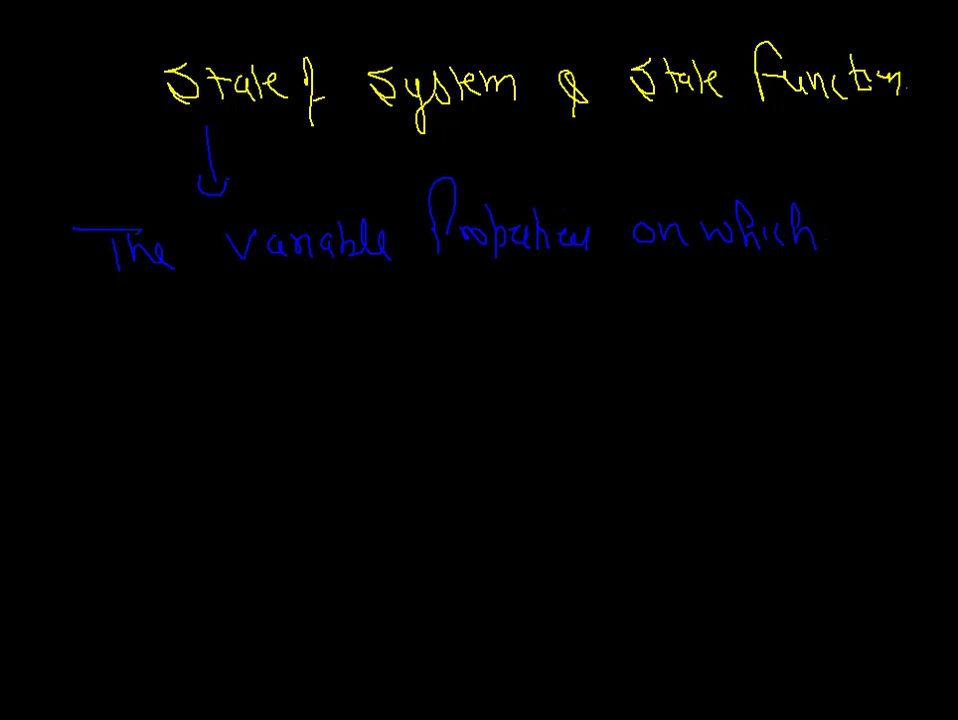 State of System & State Function.
The variable Properties on which